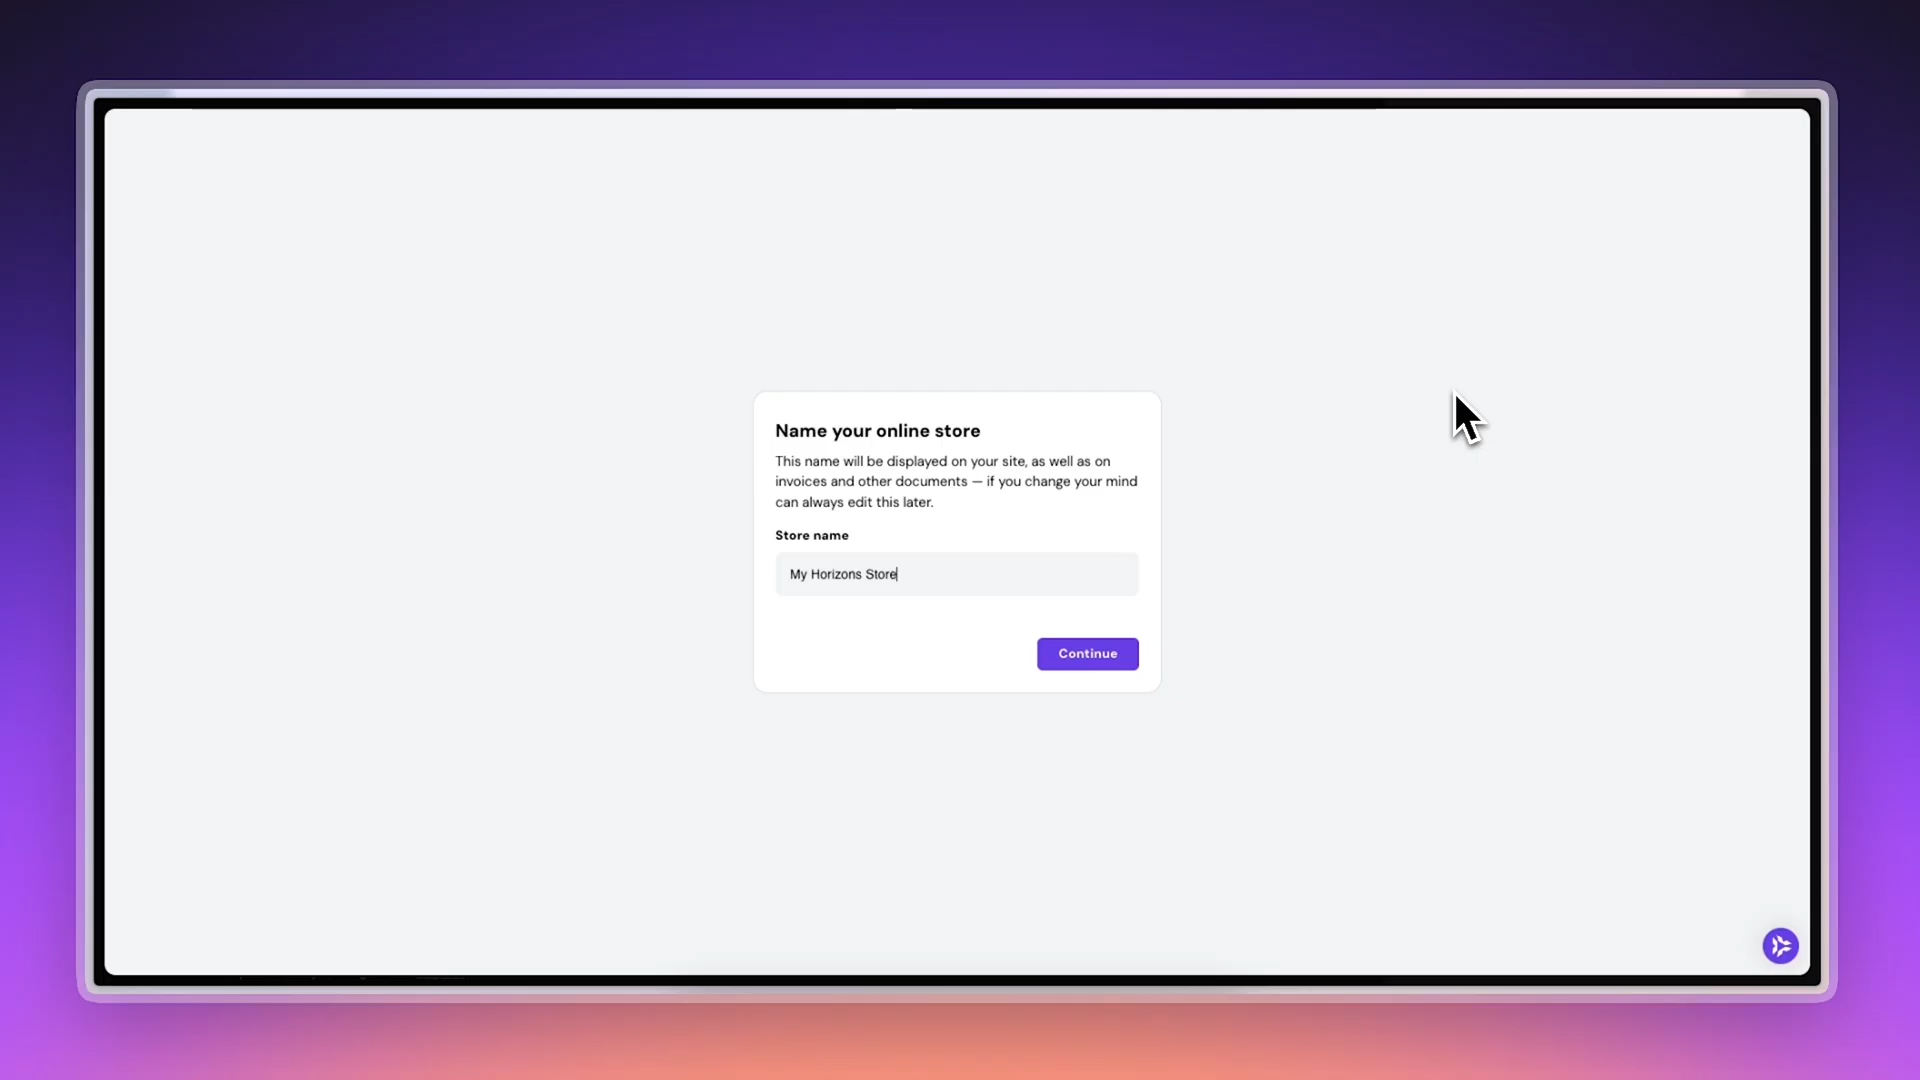 Name your online store
This name will be displayed on your site, as well as on
invoices and other documents — if you change your mind
can always edit this later.
Store name
My Horizons Store
Continue